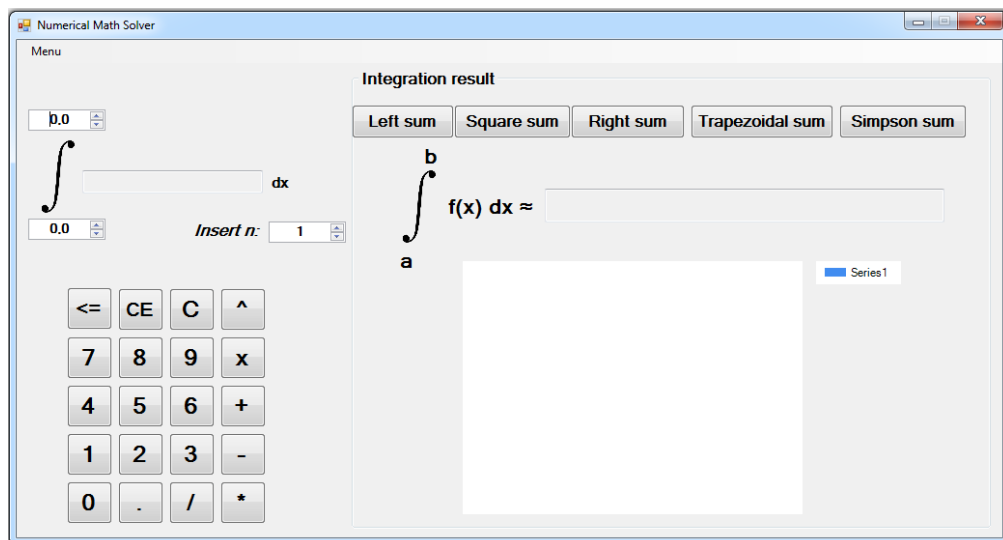 Numerical Math Solver
Menu
Integration result
0.0
Left sum Square sum Right sum Trapezoidal sum Simpson sum
b
dx
f(x) dx ≈
0.0
Insert n: 1
a
Series1
<= CE C ^
7 8 9 x
4 5 6 +
1 2 3 -
0 . / *